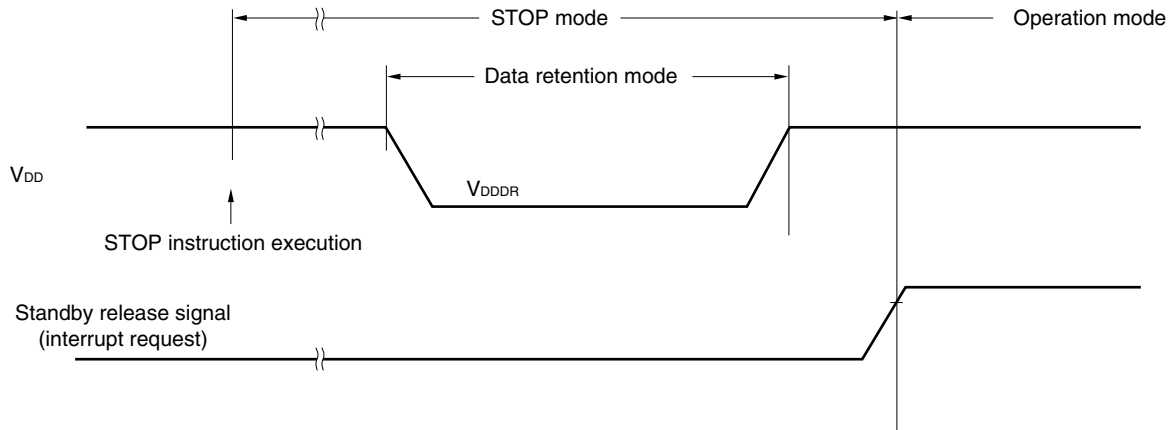 STOP mode
Operation mode
Data retention mode
VDD
VDDDR
STOP instruction execution
Standby release signal
(interrupt request)